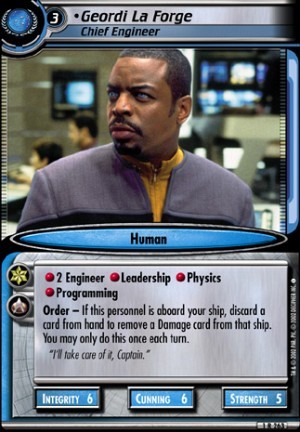 3
•Geordi La Forge
Chief Engineer
Human
• 2 Engineer • Leadership • Physics
• Programming
Order – If this personnel is aboard your ship, discard a
card from hand to remove a Damage card from that ship.
You may only do this once each turn.
"I'll take care of it, Captain."
INTEGRITY 6
CUNNING 6
STRENGTH 5
1 R 263